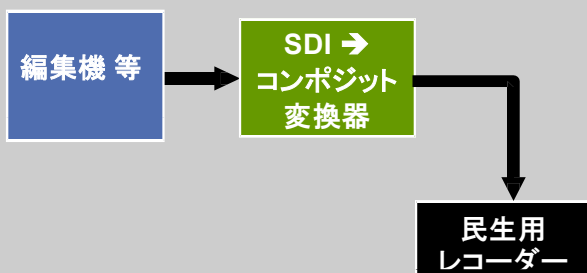 編集機 等
SDI ➔
コンポジット
変換器
民生用
レコーダー